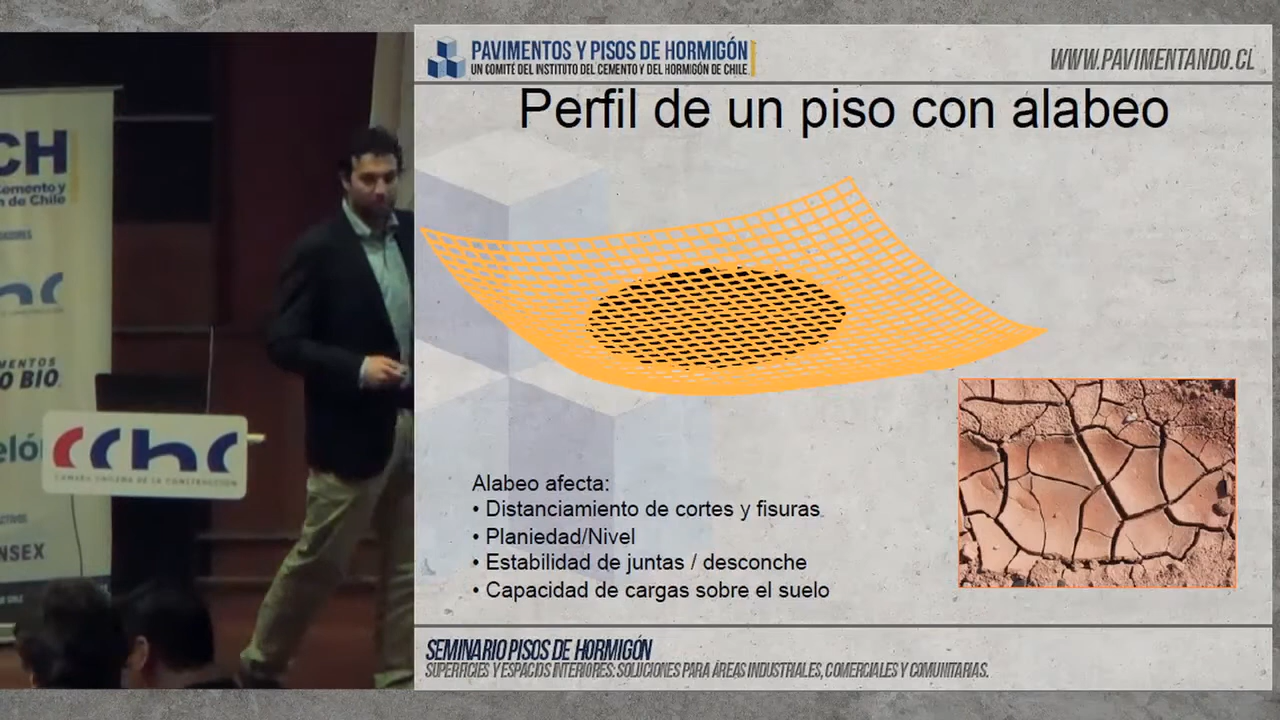 PAVIMENTOS Y PISOS DE HORMIGÓN
UN COMITÉ DEL INSTITUTO DEL CEMENTO Y DEL HORMIGÓN DE CHILE
WWW.PAVIMENTANDO.CL
Perfil de un piso con alabeo
Alabeo afecta:
• Distanciamiento de cortes y fisuras
• Planiedad/Nivel
• Estabilidad de juntas / desconche
• Capacidad de cargas sobre el suelo
SEMINARIO PISOS DE HORMIGÓN
SUPERFICIES Y ESPACIOS INTERIORES: SOLUCIONES PARA ÁREAS INDUSTRIALES, COMERCIALES Y COMUNITARIAS.
CH
Cemento y
n de Chile
MENTOS
O BIO
eló
NSEX
CChC
CÁMARA CHILENA DE LA CONSTRUCCIÓN